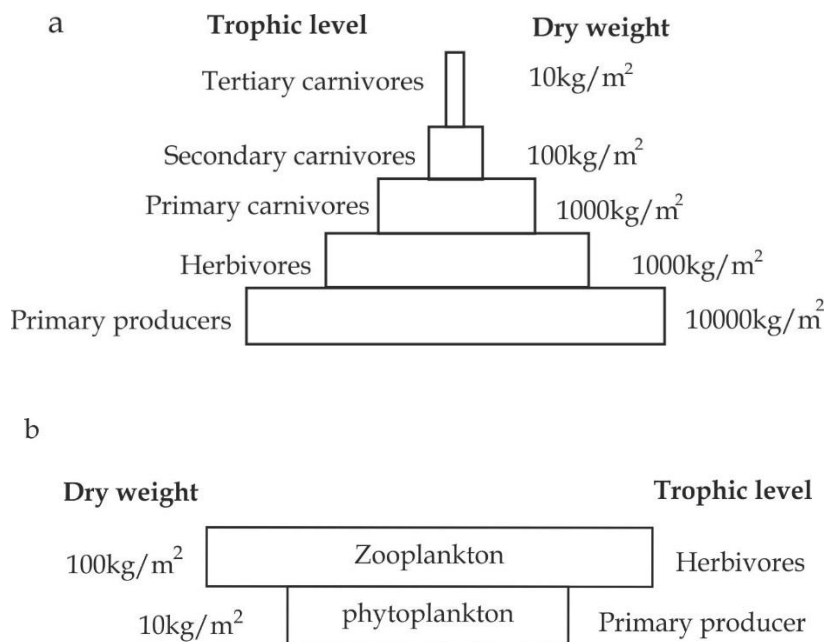 a
Trophic level Dry weight
Tertiary carnivores 10kg/m²
Secondary carnivores 100kg/m²
Primary carnivores 1000kg/m²
Herbivores 1000kg/m²
Primary producers 10000kg/m²
b
Dry weight Trophic level
100kg/m² Zooplankton Herbivores
10kg/m² phytoplankton Primary producer